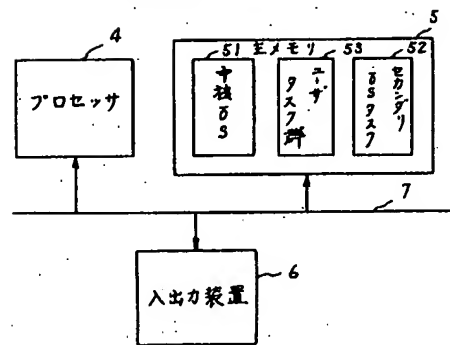 4
プロセッサ
5
主メモリ
51
中核OS
53
ユーザ
タスク群
52
セカンダリ
OSタスク
7
入出力装置
6